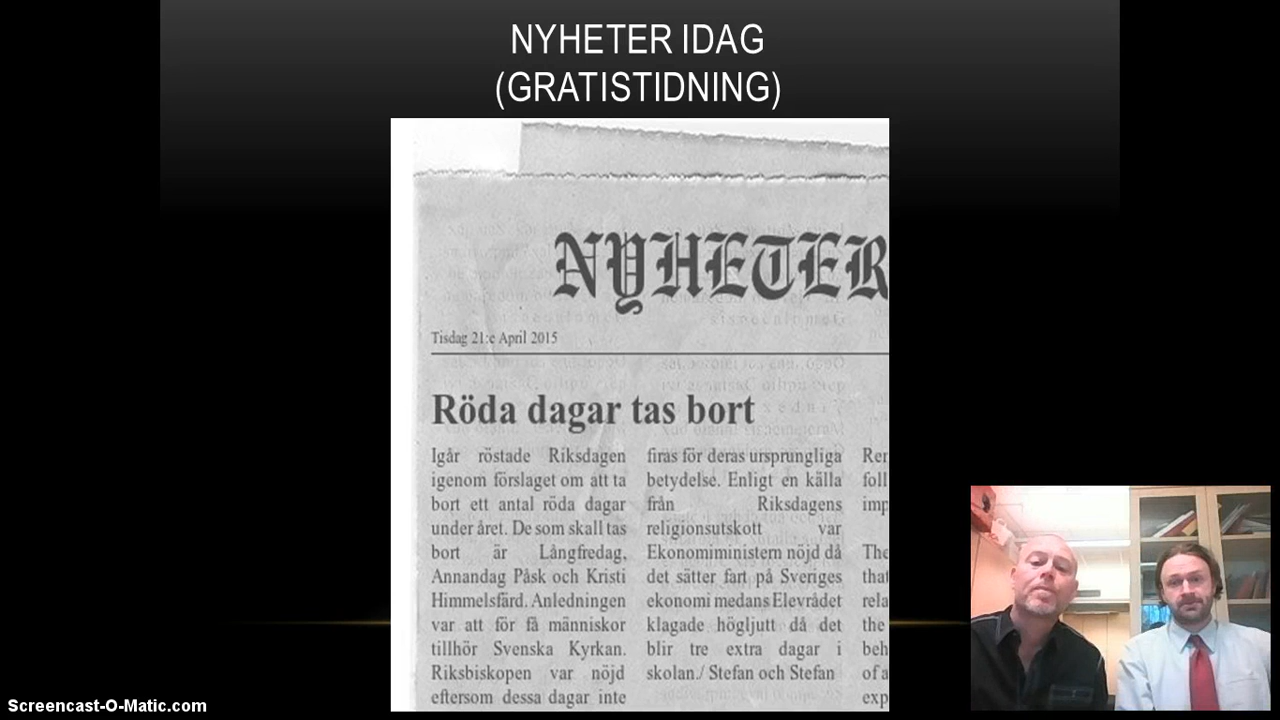 NYHETER IDAG
(GRATISTIDNING)
NYHETER
Tisdag 21:e April 2015
Röda dagar tas bort
Igår röstade Riksdagen
igenom förslaget om att ta
bort ett antal röda dagar
under året. De som skall tas
bort är Långfredag,
Annandag Påsk och Kristi
Himmelsfärd. Anledningen
var att för få människor
tillhör Svenska Kyrkan.
Riksbiskopen var nöjd
eftersom dessa dagar inte
firas för deras ursprungliga
betydelse. Enligt en källa
från Riksdagens
religionsutskott var
Ekonomiministern nöjd då
det sätter fart på Sveriges
ekonomi medans Elevrådet
klagade högljutt då det
blir tre extra dagar i
skolan./ Stefan och Stefan
Screencast-O-Matic.com